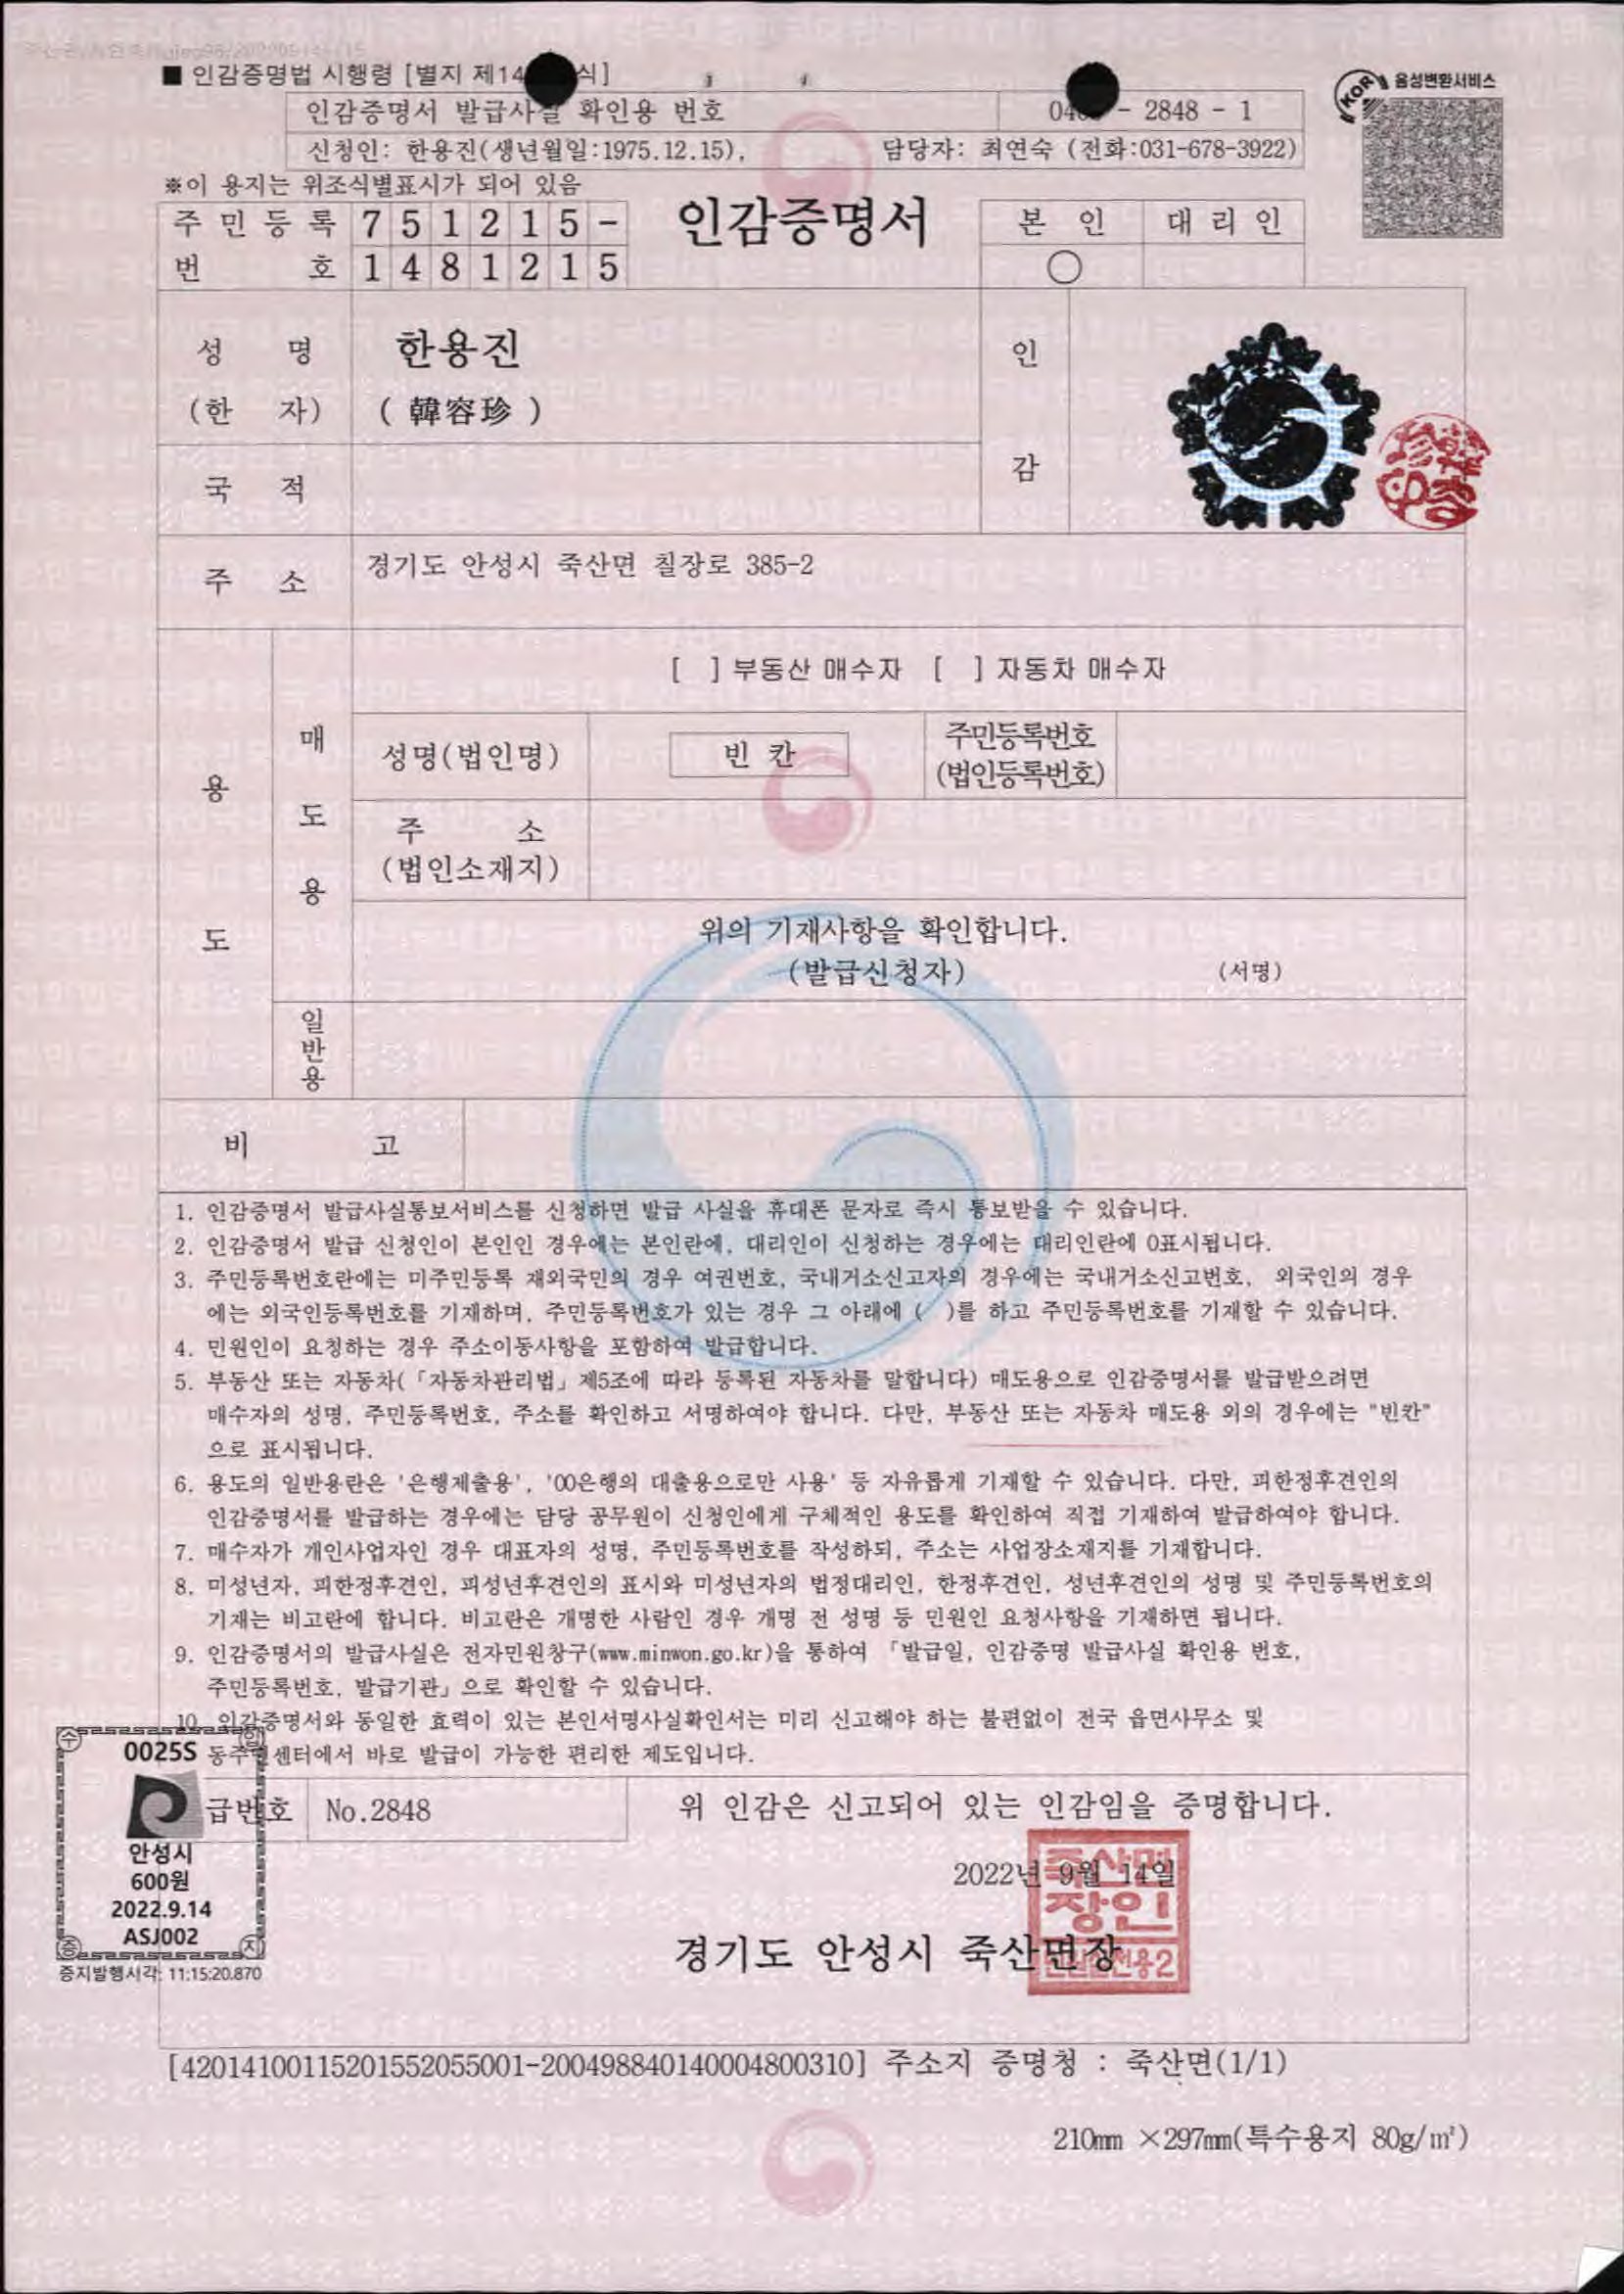 ■ 인감증명법 시행령 [별지 제14 식]
인감증명서 발급사실 확인용 번호 - 2848 - 1
신청인: 한용진(생년월일:1975.12.15), 담당자: 최연숙 (전화:031-678-3922)
음성변환서비스
KOR
※이 용지는 위조식별표시가 되어 있음
주민등록 751215-
번 호 1481215
인감증명서
본 인 대 리 인
○
성 명 한용진
(한 자) ( 韓容珍 )
인
감
국 적
주 소 경기도 안성시 죽산면 칠장로 385-2
용
도
매
도
용
[ ] 부동산 매수자 [ ] 자동차 매수자
성명(법인명) 빈 칸 주민등록번호
(법인등록번호)
주 소
(법인소재지)
위의 기재사항을 확인합니다.
(발급신청자) (서명)
일
반
용
비 고
1. 인감증명서 발급사실통보서비스를 신청하면 발급 사실을 휴대폰 문자로 즉시 통보받을 수 있습니다.
2. 인감증명서 발급 신청인이 본인인 경우에는 본인란에, 대리인이 신청하는 경우에는 대리인란에 0표시됩니다.
3. 주민등록번호란에는 미주민등록 재외국민의 경우 여권번호, 국내거소신고자의 경우에는 국내거소신고번호, 외국인의 경우
에는 외국인등록번호를 기재하며, 주민등록번호가 있는 경우 그 아래에 ( )를 하고 주민등록번호를 기재할 수 있습니다.
4. 민원인이 요청하는 경우 주소이동사항을 포함하여 발급합니다.
5. 부동산 또는 자동차(「자동차관리법」 제5조에 따라 등록된 자동차를 말합니다) 매도용으로 인감증명서를 발급받으려면
매수자의 성명, 주민등록번호, 주소를 확인하고 서명하여야 합니다. 다만, 부동산 또는 자동차 매도용 외의 경우에는 "빈칸"
으로 표시됩니다.
6. 용도의 일반용란은 '은행제출용', '00은행의 대출용으로만 사용' 등 자유롭게 기재할 수 있습니다. 다만, 피한정후견인의
인감증명서를 발급하는 경우에는 담당 공무원이 신청인에게 구체적인 용도를 확인하여 직접 기재하여 발급하여야 합니다.
7. 매수자가 개인사업자인 경우 대표자의 성명, 주민등록번호를 작성하되, 주소는 사업장소재지를 기재합니다.
8. 미성년자, 피한정후견인, 피성년후견인의 표시와 미성년자의 법정대리인, 한정후견인, 성년후견인의 성명 및 주민등록번호의
기재는 비고란에 합니다. 비고란은 개명한 사람인 경우 개명 전 성명 등 민원인 요청사항을 기재하면 됩니다.
9. 인감증명서의 발급사실은 전자민원창구(www.minwon.go.kr)을 통하여 「발급일, 인감증명 발급사실 확인용 번호,
주민등록번호, 발급기관」으로 확인할 수 있습니다.
10. 인감증명서와 동일한 효력이 있는 본인서명사실확인서는 미리 신고해야 하는 불편없이 전국 읍면사무소 및
동주민센터에서 바로 발급이 가능한 편리한 제도입니다.
수 입
0025S
안성시
600원
2022.9.14
ASJ002
증 지
증지발행시각: 11:15:20.870
급번호 No.2848
위 인감은 신고되어 있는 인감임을 증명합니다.
2022년 9월 14일
경기도 안성시 죽산면장
죽산면
장인
[42014100115201552055001-200498840140004800310] 주소지 증명청 : 죽산면(1/1)
210mm ×297mm(특수용지 80g/㎡)